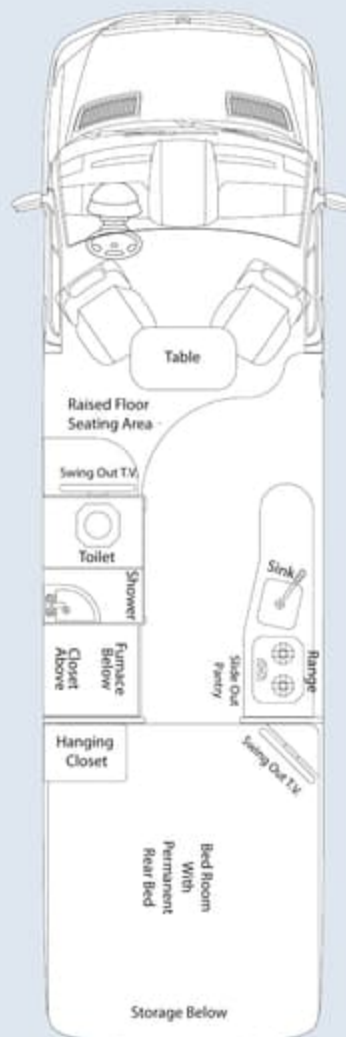 Table
Raised Floor
Seating Area
Swing Out T.V.
Toilet
Sink
Shower
Range
Furnace
Below
Closet
Above
Slide Out
Pantry
Hanging
Closet
Swing Out T.V.
Bed Room
With
Permanent
Rear Bed
Storage Below